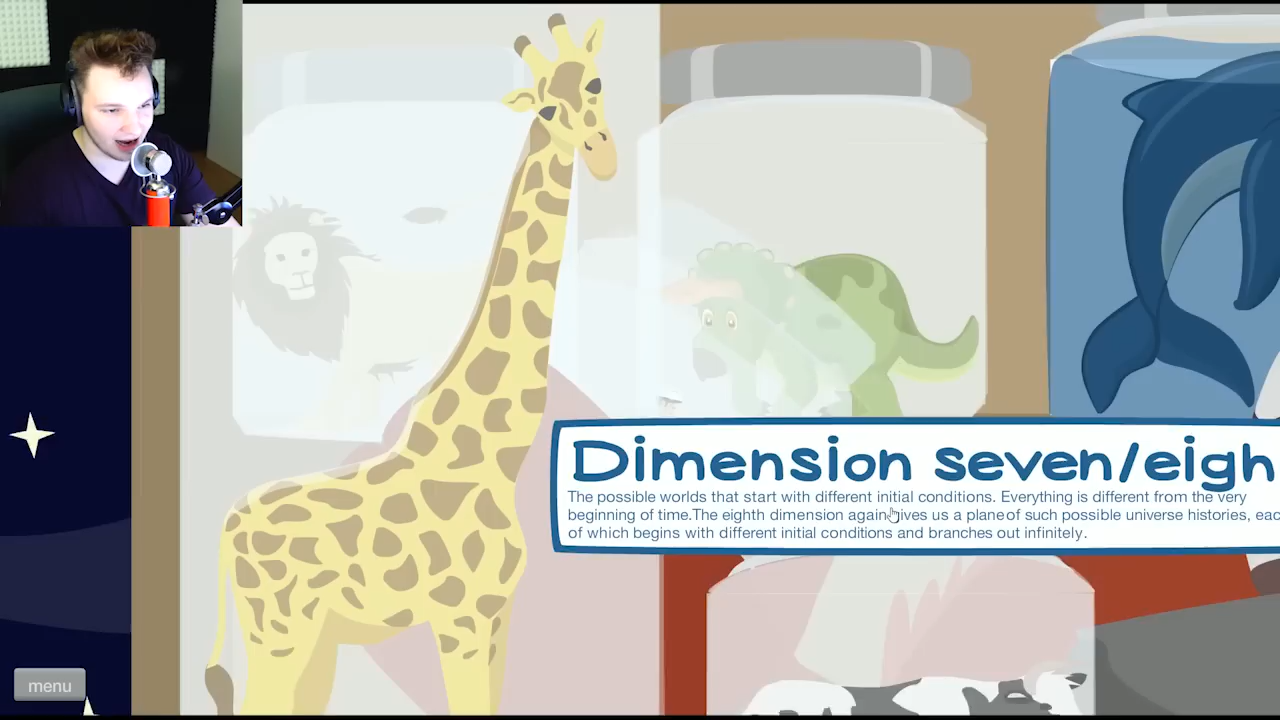 Dimension seven/eigh
The possible worlds that start with different initial conditions. Everything is different from the very
beginning of time.The eighth dimension again gives us a plane of such possible universe histories, eac
of which begins with different initial conditions and branches out infinitely.
menu